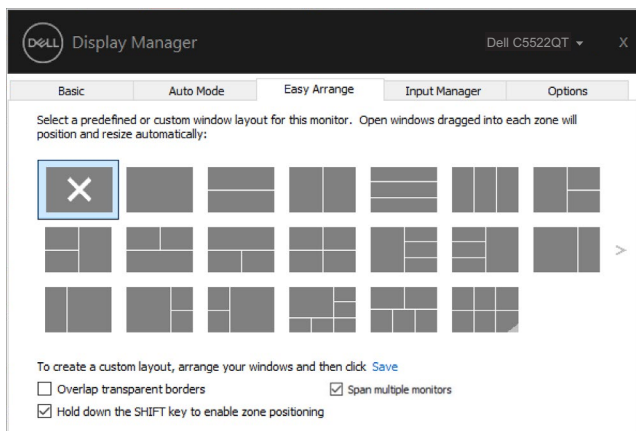 DELL Display Manager Dell C5522QT X
Basic Auto Mode Easy Arrange Input Manager Options
Select a predefined or custom window layout for this monitor. Open windows dragged into each zone will
position and resize automatically:
To create a custom layout, arrange your windows and then click Save
Overlap transparent borders Span multiple monitors
Hold down the SHIFT key to enable zone positioning